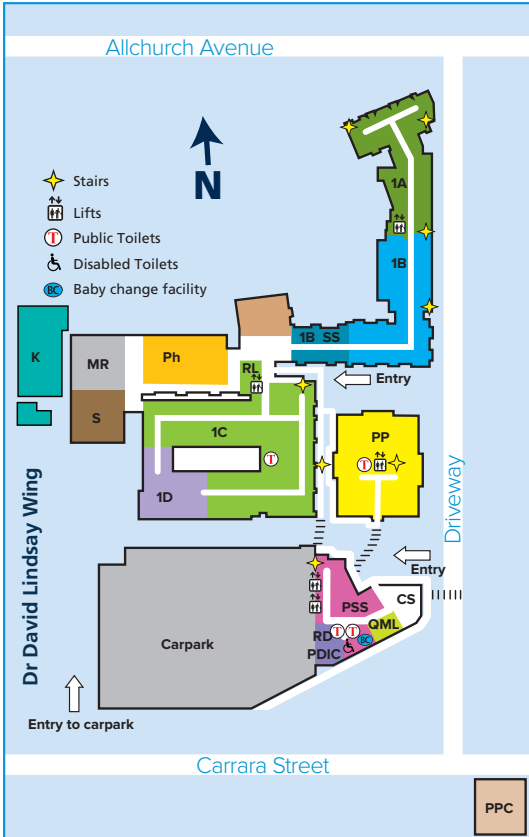 Allchurch Avenue
N
Stairs
Lifts
T
Public Toilets
Disabled Toilets
BC
Baby change facility
1A
1B
1B SS
K
MR
Ph
RL
Entry
S
1C
T
1D
PP
T
Driveway
Dr David Lindsay Wing
Entry
PSS
CS
Carpark
RD
T
T
QML
PDIC
BC
Entry to carpark
Carrara Street
PPC